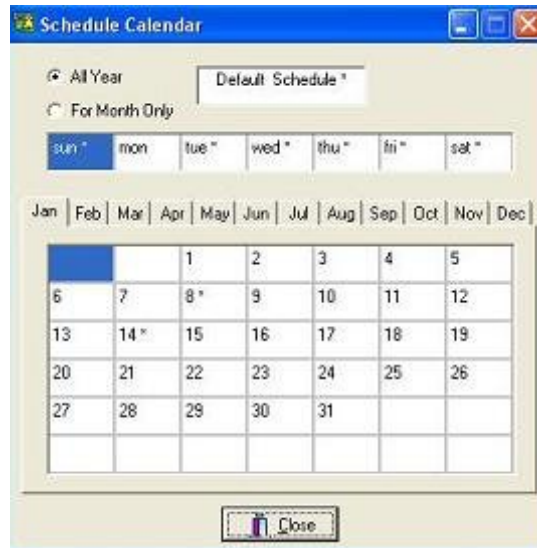 Schedule Calendar
All Year
Default Schedule *
For Month Only
sun * mon tue * wed * thu * fri * sat *
Jan Feb Mar Apr May Jun Jul Aug Sep Oct Nov Dec
1 2 3 4 5
6 7 8 * 9 10 11 12
13 14 * 15 16 17 18 19
20 21 22 23 24 25 26
27 28 29 30 31
Close